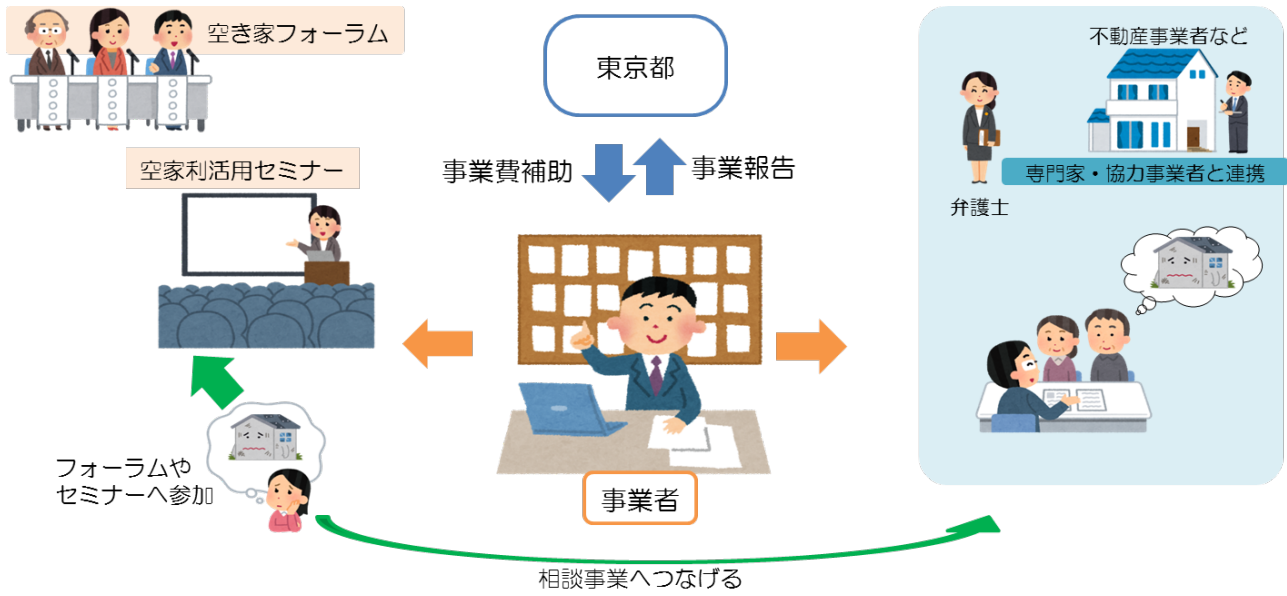 空き家フォーラム
東京都
不動産事業者など
事業費補助
事業報告
空家利活用セミナー
専門家・協力事業者と連携
弁護士
フォーラムや
セミナーへ参加
事業者
相談事業へつなげる